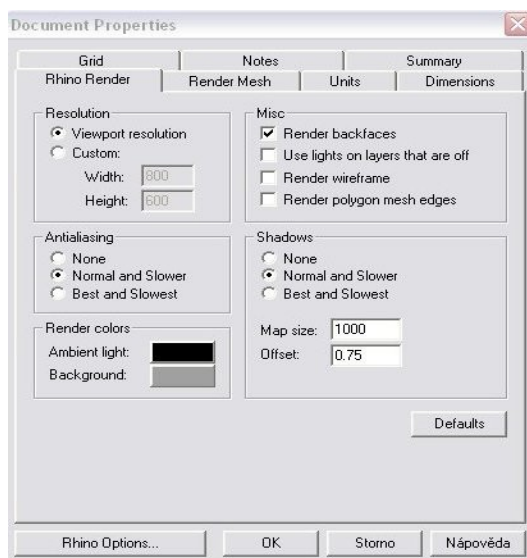 Document Properties
Grid Notes Summary
Rhino Render Render Mesh Units Dimensions
Resolution
Viewport resolution
Custom:
Width: 800
Height: 600
Misc
Render backfaces
Use lights on layers that are off
Render wireframe
Render polygon mesh edges
Antialiasing
None
Normal and Slower
Best and Slowest
Shadows
None
Normal and Slower
Best and Slowest
Map size: 1000
Offset: 0.75
Render colors
Ambient light:
Background:
Defaults
Rhino Options... OK Storno Nápověda